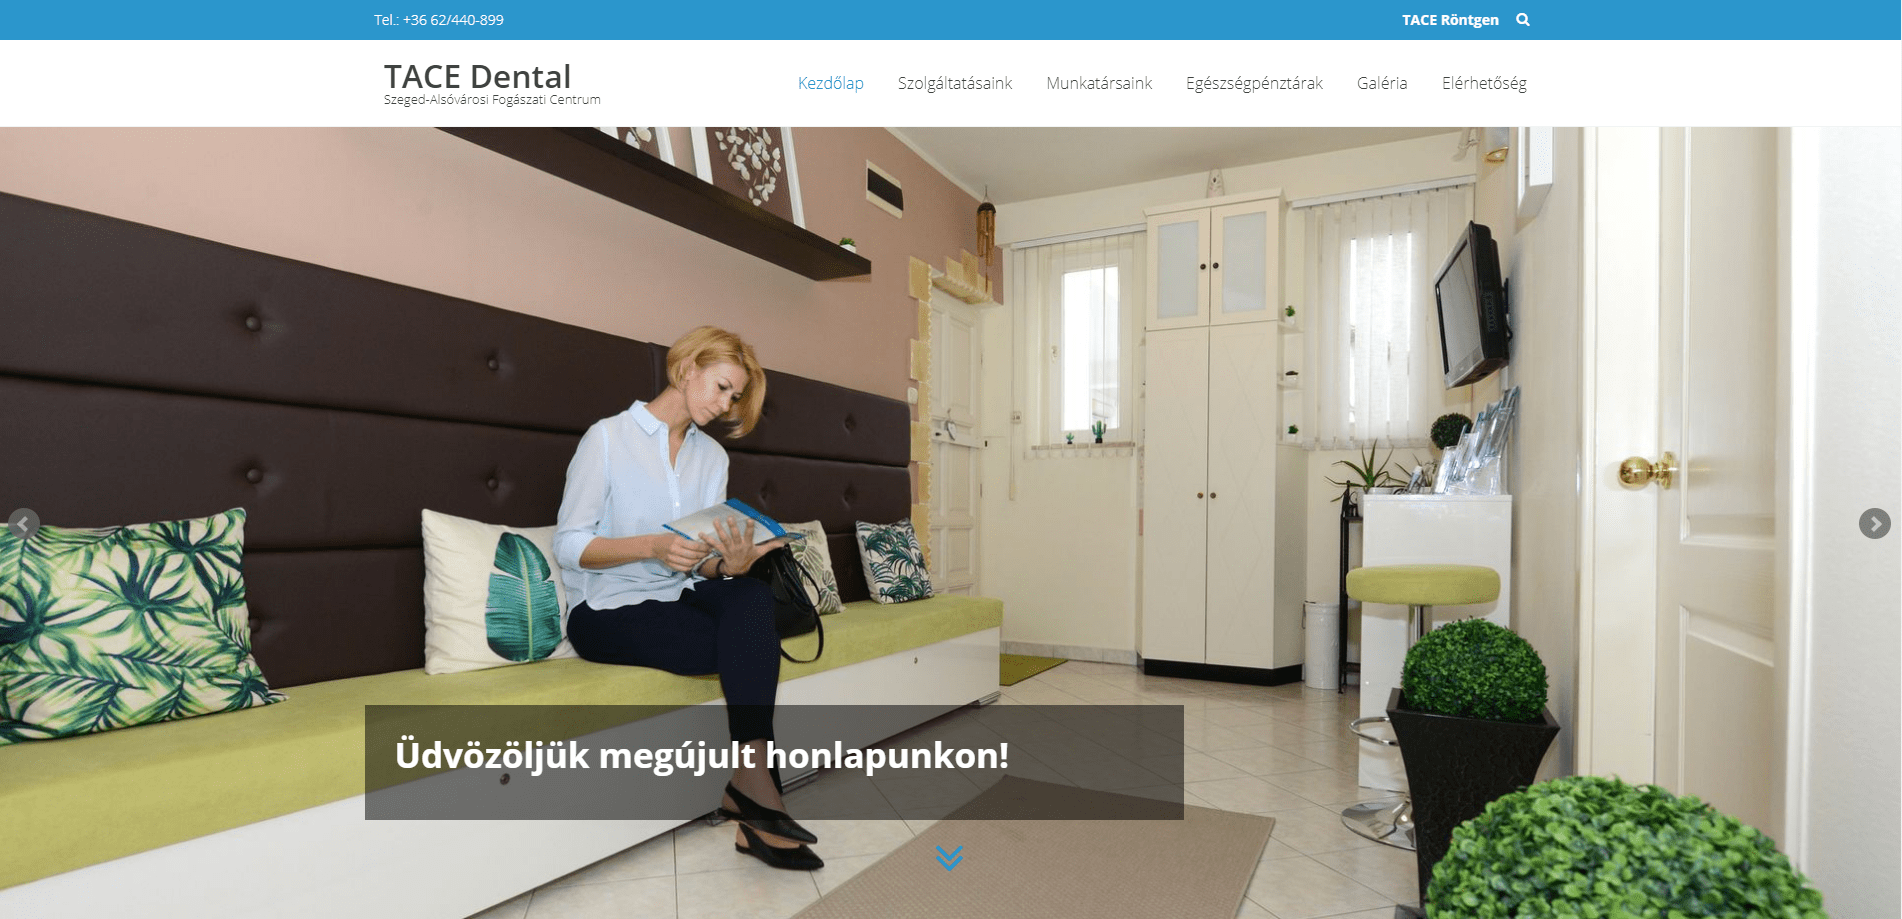 Tel.: +36 62/440-899
TACE Röntgen
TACE Dental
Szeged-Alsóvárosi Fogászati Centrum
Kezdőlap Szolgáltatásaink Munkatársaink Egészségpénztárak Galéria Elérhetőség
Üdvözöljük megújult honlapunkon!